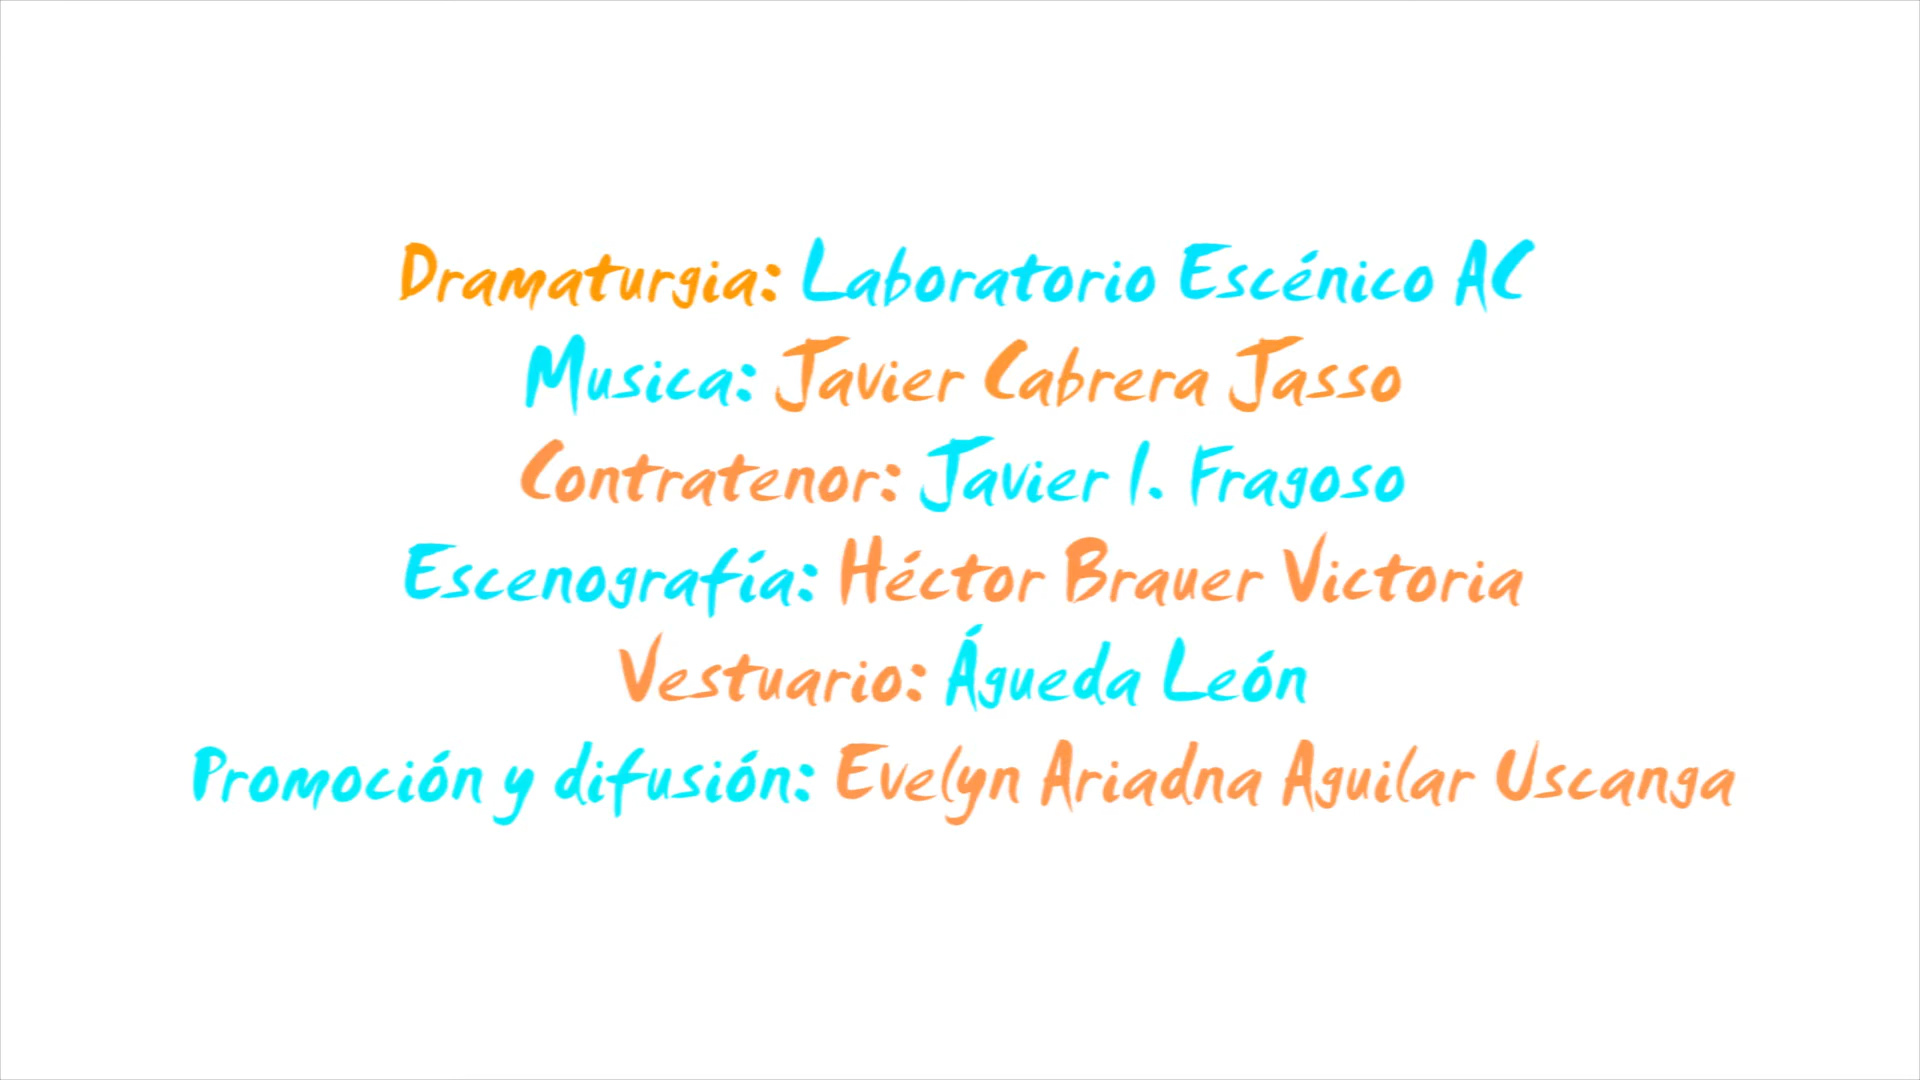 Dramaturgia: Laboratorio Escénico AC
Musica: Javier Cabrera Jasso
Contratenor: Javier I. Fragoso
Escenografía: Héctor Brauer Victoria
Vestuario: Águeda León
Promoción y difusión: Evelyn Ariadna Aguilar Uscanga